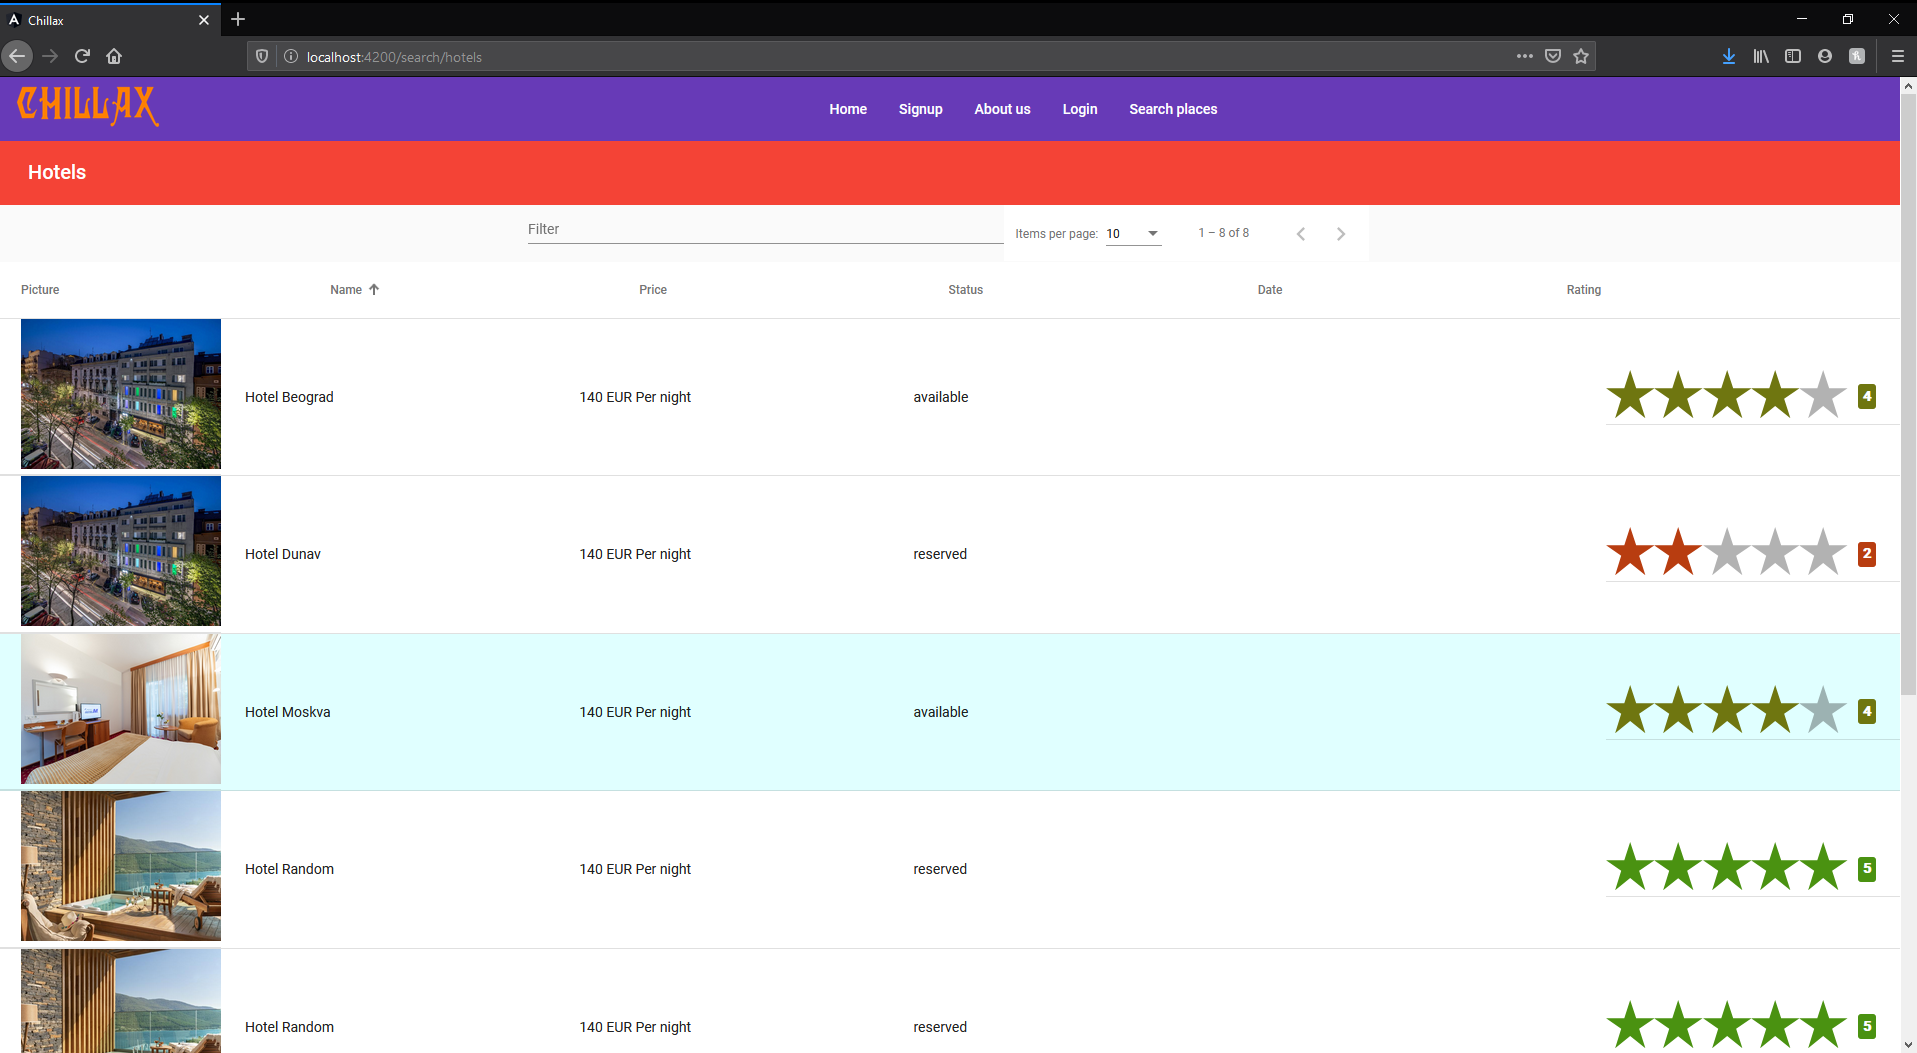 Chillax
localhost:4200/search/hotels
CHILLAX
Home Signup About us Login Search places
Hotels
Filter Items per page: 10 1 – 8 of 8
Picture Name Price Status Date Rating
Hotel Beograd 140 EUR Per night available 4
Hotel Dunav 140 EUR Per night reserved 2
Hotel Moskva 140 EUR Per night available 4
Hotel Random 140 EUR Per night reserved 5
Hotel Random 140 EUR Per night reserved 5